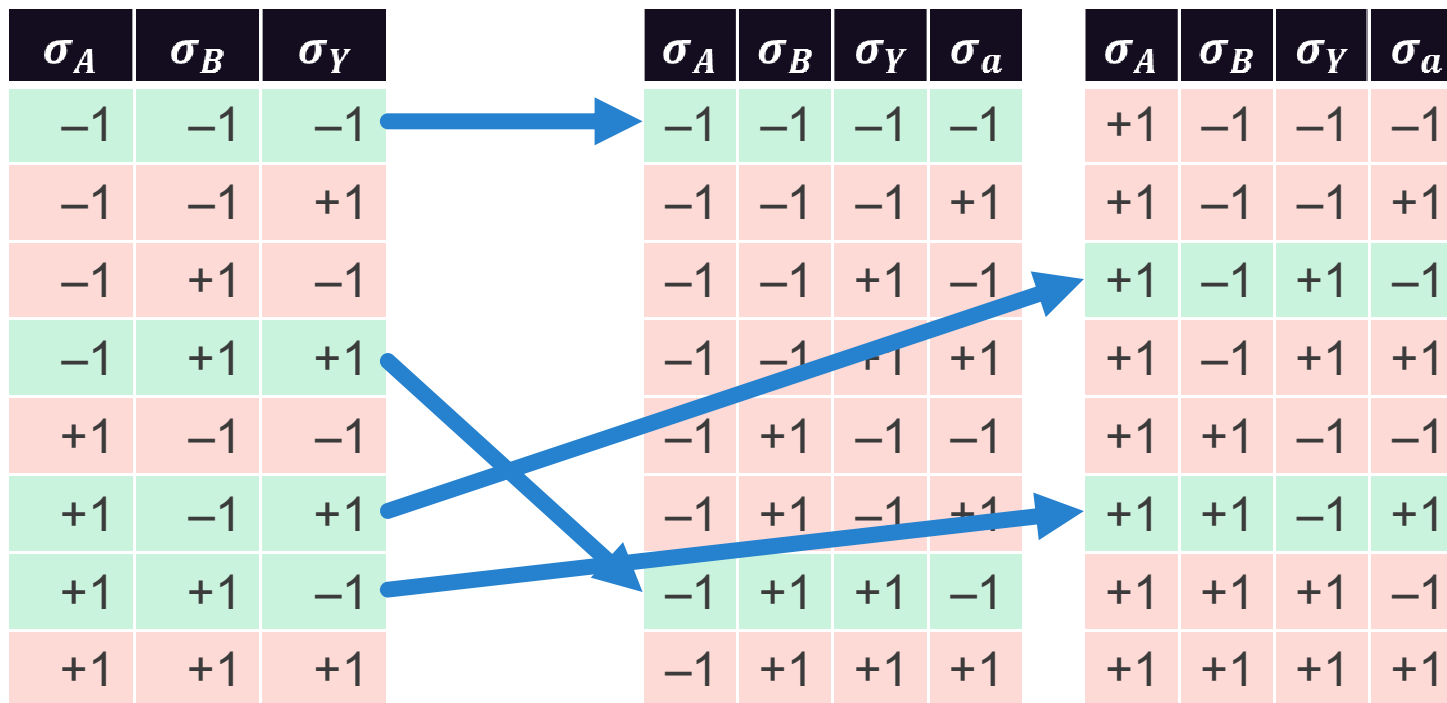 σA σB σY σA σB σY σa σA σB σY σa
–1 –1 –1 –1 –1 –1 –1 +1 –1 –1 –1
–1 –1 +1 –1 –1 –1 +1 +1 –1 –1 +1
–1 +1 –1 –1 –1 +1 –1 +1 –1 +1 –1
–1 +1 +1 –1 –1 +1 +1 +1 –1 +1 +1
+1 –1 –1 –1 +1 –1 –1 +1 +1 –1 –1
+1 –1 +1 –1 +1 –1 +1 +1 +1 –1 +1
+1 +1 –1 –1 +1 +1 –1 +1 +1 +1 –1
+1 +1 +1 –1 +1 +1 +1 +1 +1 +1 +1